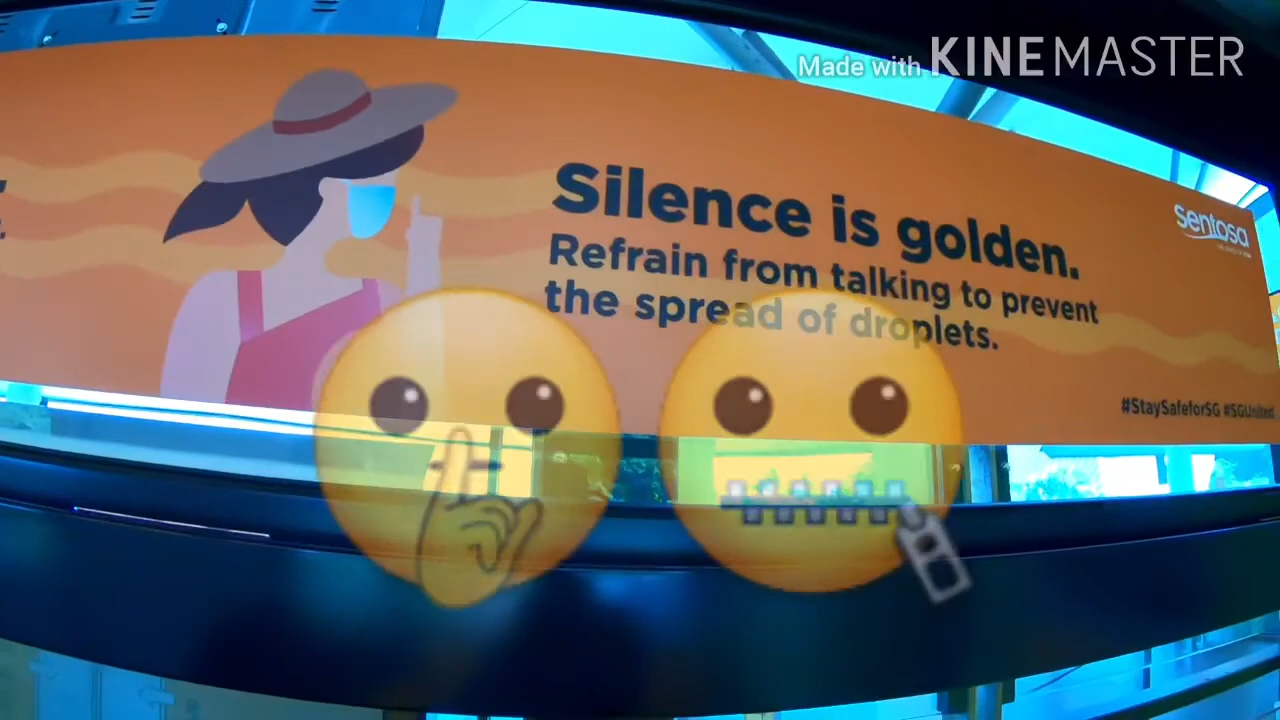 Made with KINEMASTER
Silence is golden.
Refrain from talking to prevent
the spread of droplets.
sentosa
#StaySafeforSG #SGUnited